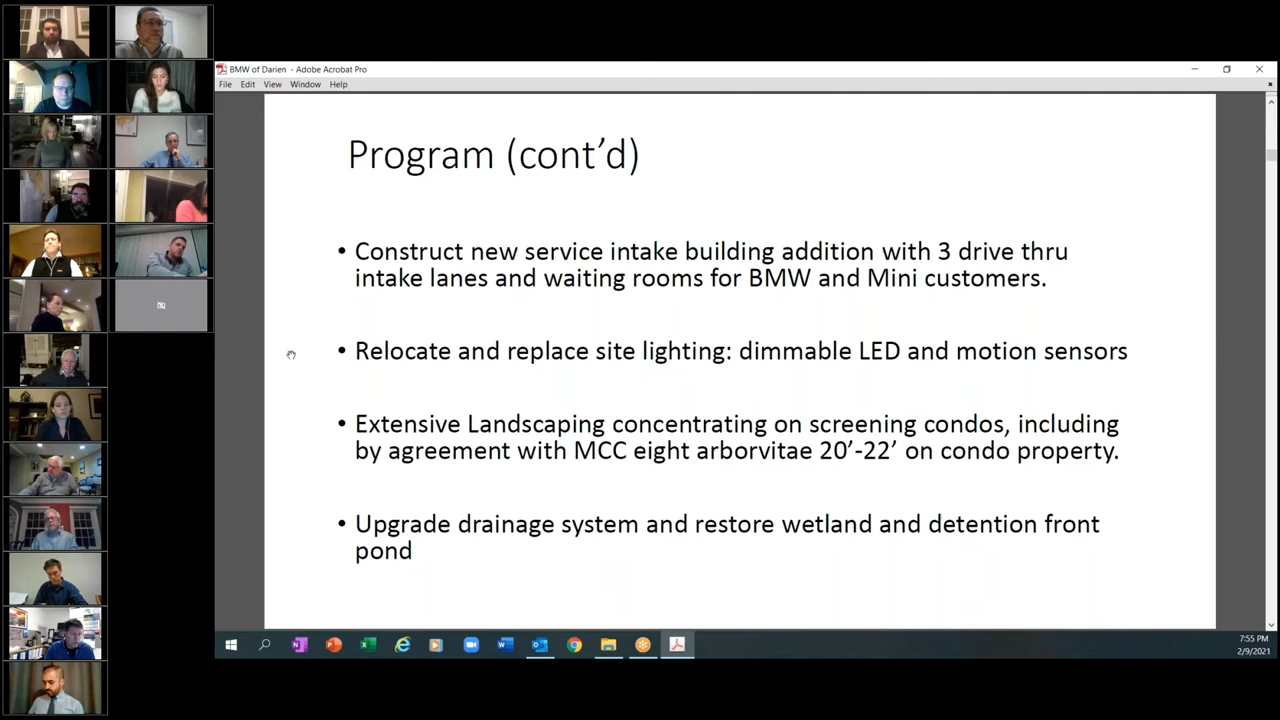 BMW of Darien - Adobe Acrobat Pro
File Edit View Window Help
Program (cont’d)
• Construct new service intake building addition with 3 drive thru
intake lanes and waiting rooms for BMW and Mini customers.
• Relocate and replace site lighting: dimmable LED and motion sensors
• Extensive Landscaping concentrating on screening condos, including
by agreement with MCC eight arborvitae 20’-22’ on condo property.
• Upgrade drainage system and restore wetland and detention front
pond
7:55 PM
2/9/2021